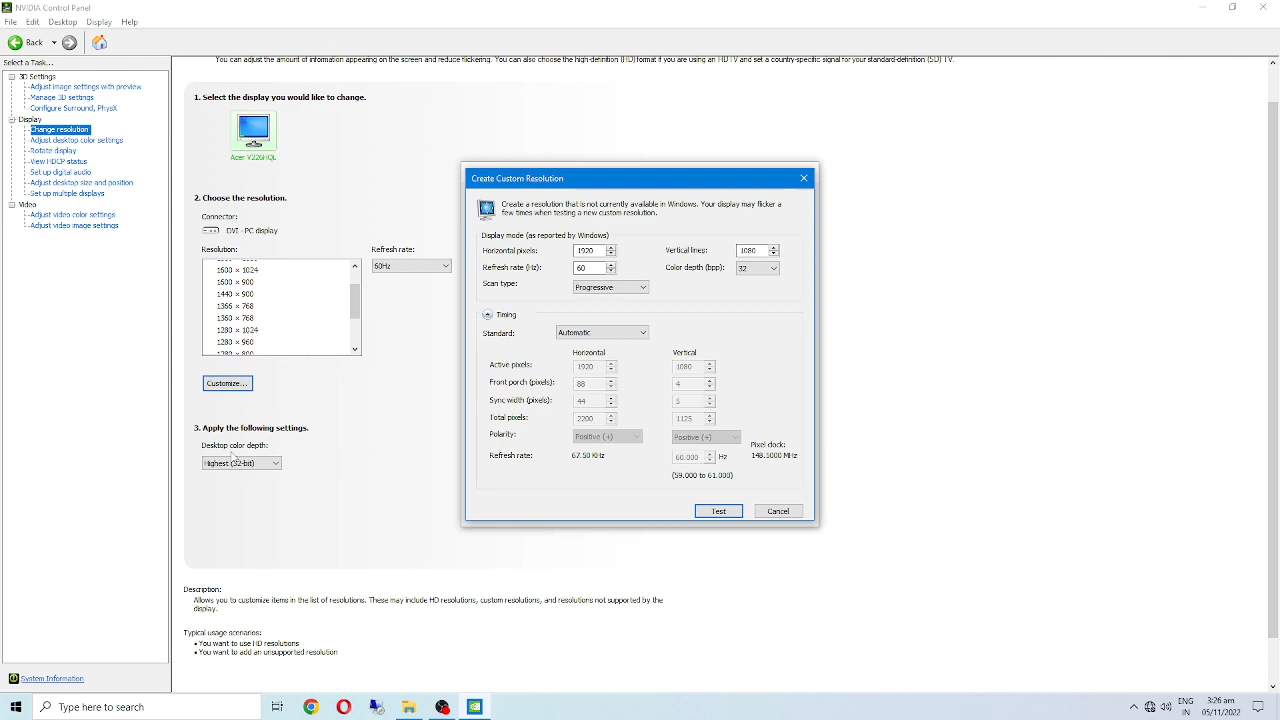 NVIDIA Control Panel
File Edit Desktop Display Help
Back
Select a Task...
3D Settings
Adjust image settings with preview
Manage 3D settings
Configure Surround, PhysX
Display
Change resolution
Adjust desktop color settings
Rotate display
View HDCP status
Set up digital audio
Adjust desktop size and position
Set up multiple displays
Video
Adjust video color settings
Adjust video image settings
System Information
You can adjust the amount of information appearing on the screen and reduce flickering. You can also choose the high-definition (HD) format if you are using an HDTV and set a country-specific signal for your standard-definition (SD) TV.
1. Select the display you would like to change.
Acer V226HQL
2. Choose the resolution.
Connector:
DVI - PC display
Resolution:
Refresh rate:
60Hz
1600 × 1024
1600 × 900
1440 × 900
1366 × 768
1360 × 768
1280 × 1024
1280 × 960
1280 × 800
Customize...
3. Apply the following settings.
Desktop color depth:
Highest (32-bit)
Description:
Allows you to customize items in the list of resolutions. These may include HD resolutions, custom resolutions, and resolutions not supported by the
display.
Typical usage scenarios:
• You want to use HD resolutions
• You want to add an unsupported resolution
Create Custom Resolution
Create a resolution that is not currently available in Windows. Your display may flicker a
few times when testing a new custom resolution.
Display mode (as reported by Windows)
Horizontal pixels: 1920 Vertical lines: 1080
Refresh rate (Hz): 60 Color depth (bpp): 32
Scan type: Progressive
Timing
Standard: Automatic
Horizontal Vertical
Active pixels: 1920 1080
Front porch (pixels): 88 4
Sync width (pixels): 44 5
Total pixels: 2200 1125
Polarity: Positive (+) Positive (+)
Pixel clock:
Refresh rate: 67.50 KHz 60.000 Hz 148.5000 MHz
(59.000 to 61.000)
Test Cancel
Type here to search
ENG
IN
3:26 am
05/11/2022